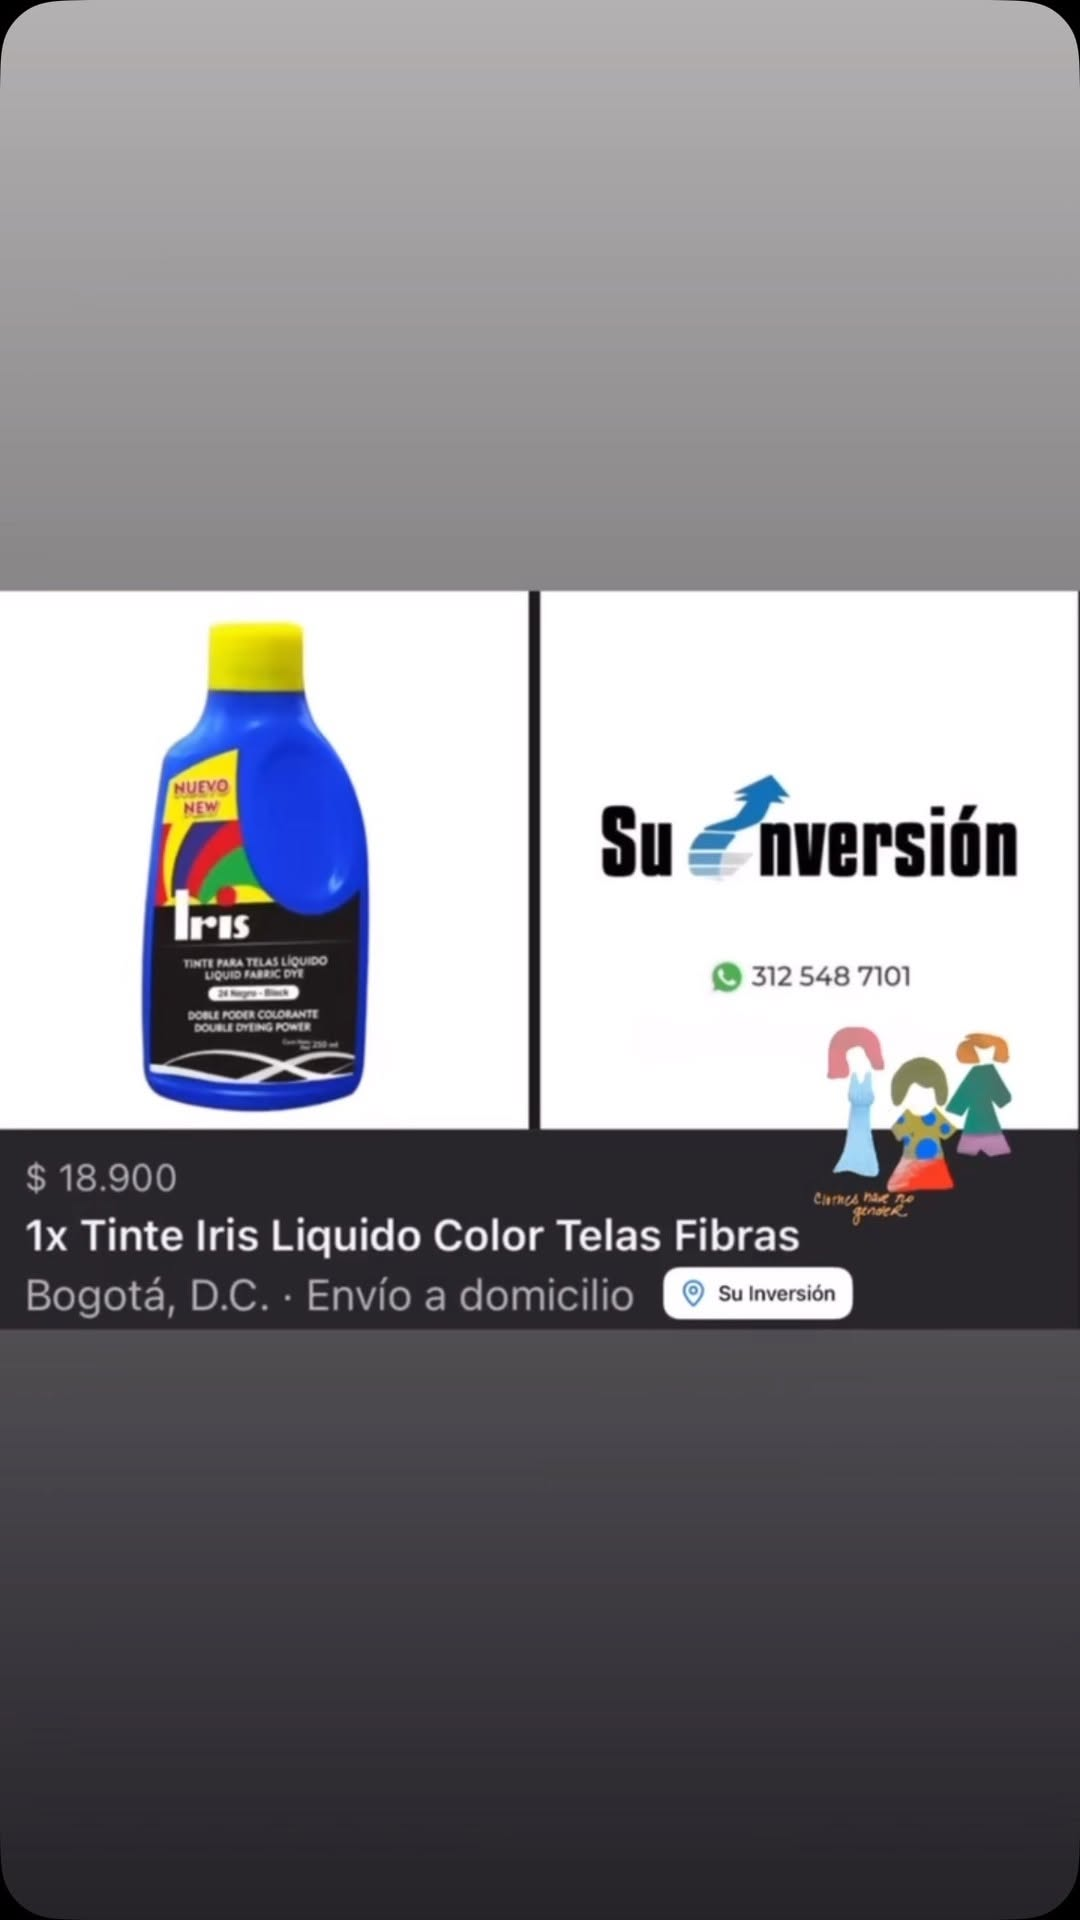 NUEVO
NEW
Iris
TINTE PARA TELAS LÍQUIDO
LIQUID FABRIC DYE
24 Negro - Black
DOBLE PODER COLORANTE
DOUBLE DYEING POWER
250 ml
Su Inversión
312 548 7101
Clothes have no
gender
$ 18.900
1x Tinte Iris Liquido Color Telas Fibras
Bogotá, D.C. · Envío a domicilio
Su Inversión